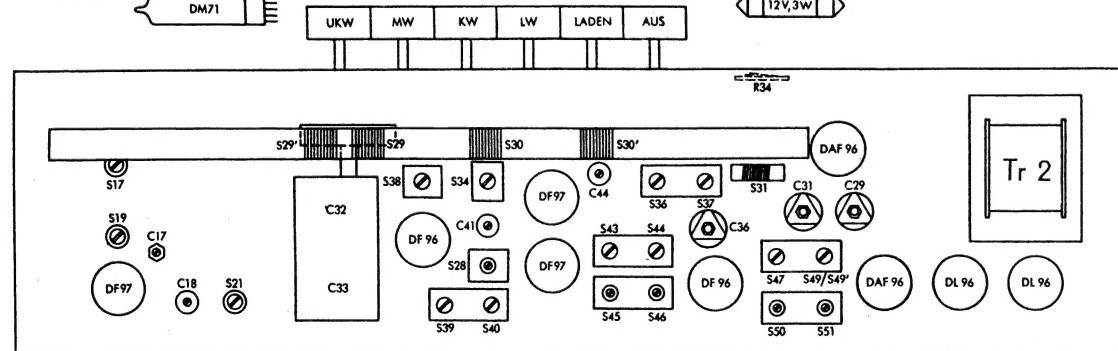 DM71
12V,3W
UKW MW KW LW LADEN AUS
R34
S29' S29 S30 S30' DAF 96
S17 S38 S34 C44 S31 Tr 2
DF97 S36 S37 C31 C29
C32
S19 C17 C41 S43 S44 C36
DF 96
S28 DF97 S47 S49/S49'
DF97 C18 S21 C33 DF 96 DAF 96 DL 96 DL 96
S39 S40 S45 S46 S50 S51